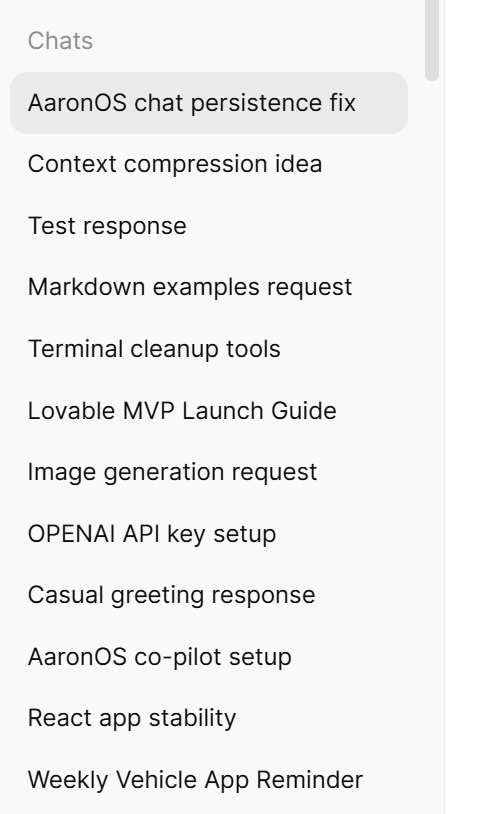 Chats
AaronOS chat persistence fix
Context compression idea
Test response
Markdown examples request
Terminal cleanup tools
Lovable MVP Launch Guide
Image generation request
OPENAI API key setup
Casual greeting response
AaronOS co-pilot setup
React app stability
Weekly Vehicle App Reminder